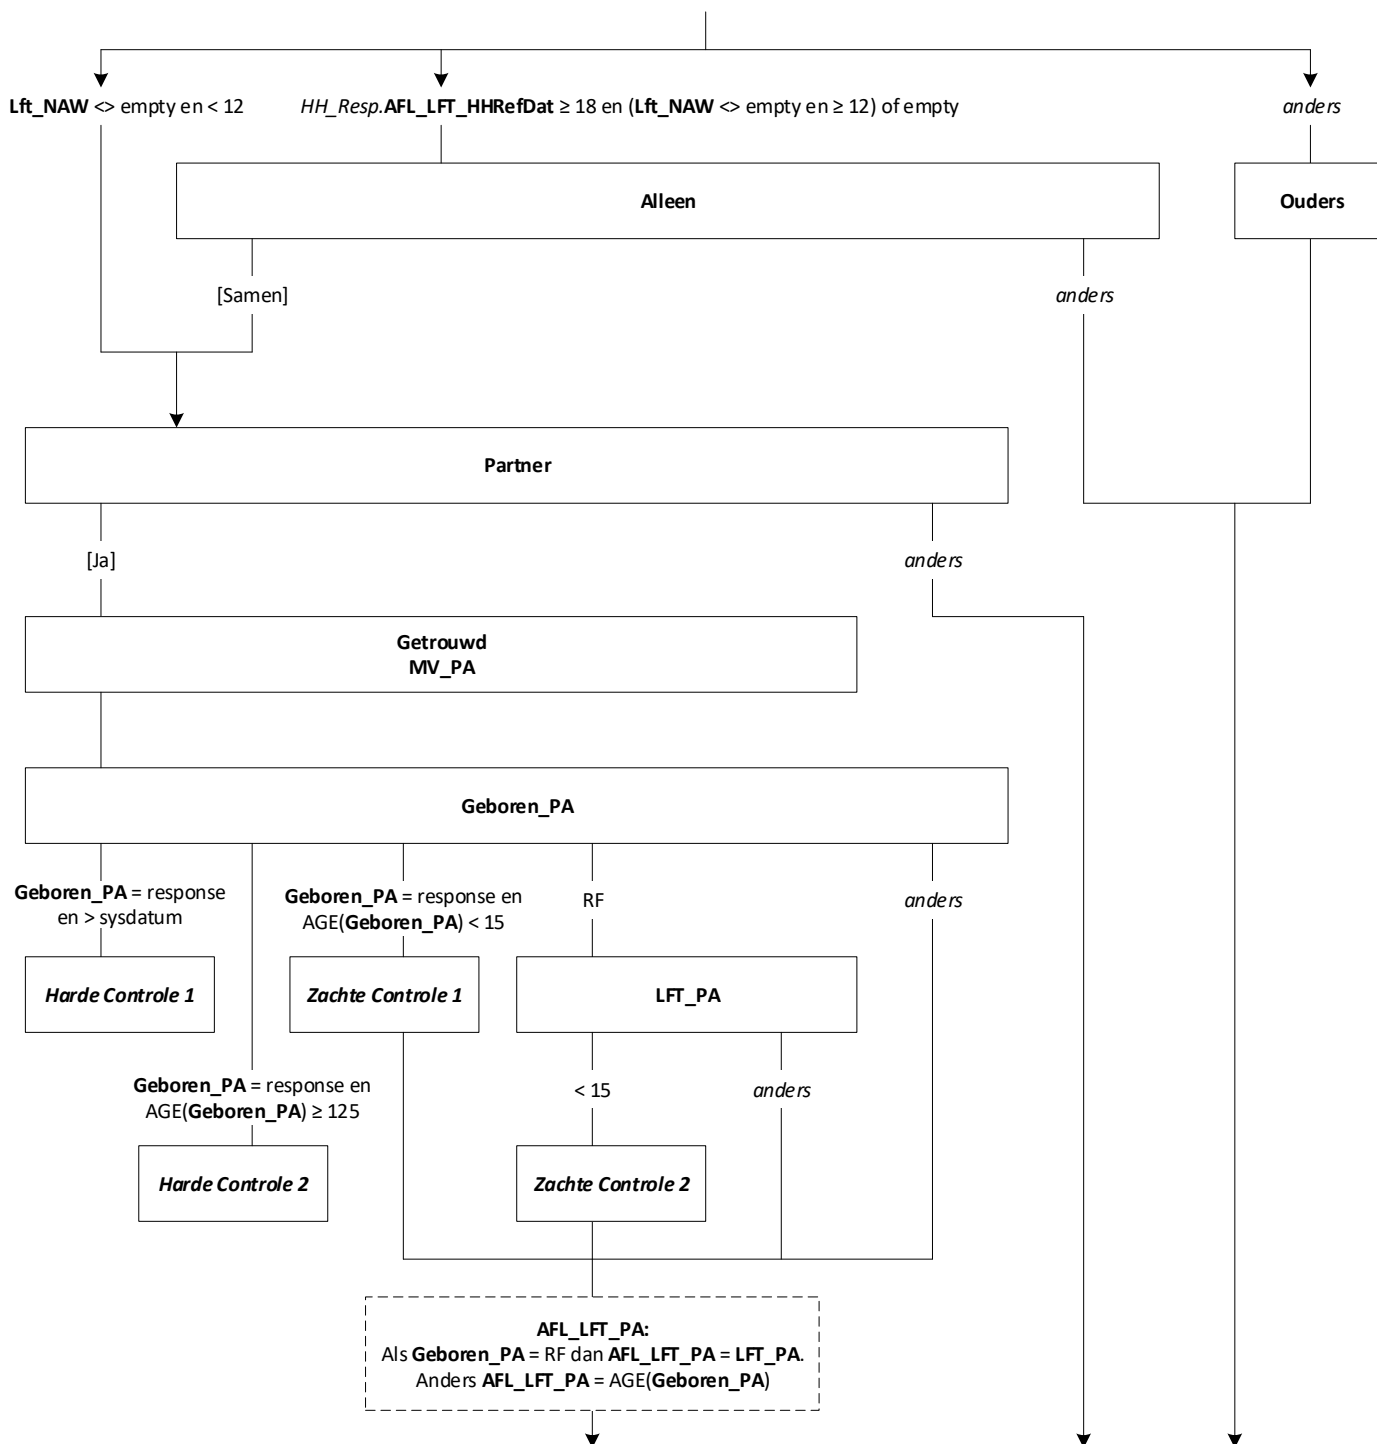 Lft_NAW <> empty en < 12
HH_Resp.AFL_LFT_HHRefDat ≥ 18 en (Lft_NAW <> empty en ≥ 12) of empty
anders
Alleen
Ouders
[Samen]
anders
Partner
[Ja]
anders
Getrouwd
MV_PA
Geboren_PA
Geboren_PA = response
en > sysdatum
Geboren_PA = response en
AGE(Geboren_PA) < 15
RF
anders
Harde Controle 1
Zachte Controle 1
LFT_PA
Geboren_PA = response en
AGE(Geboren_PA) ≥ 125
< 15
anders
Harde Controle 2
Zachte Controle 2
AFL_LFT_PA:
Als Geboren_PA = RF dan AFL_LFT_PA = LFT_PA.
Anders AFL_LFT_PA = AGE(Geboren_PA)